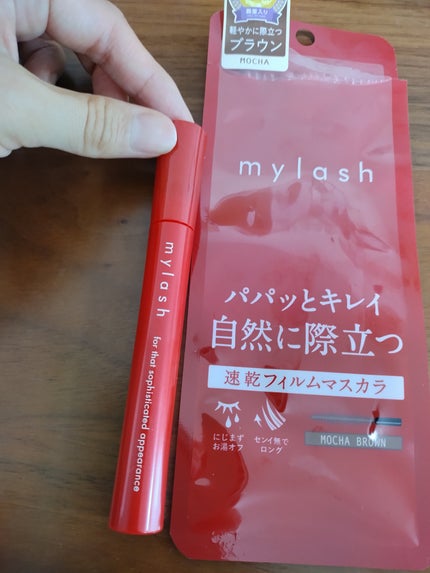 軽やかに際立つ
ブラウン
MOCHA
mylash
パパッとキレイ
自然に際立つ
速乾フィルムマスカラ
にじまず
お湯オフ
センイ無で
ロング
MOCHA BROWN
mylash
for that sophisticated appearance